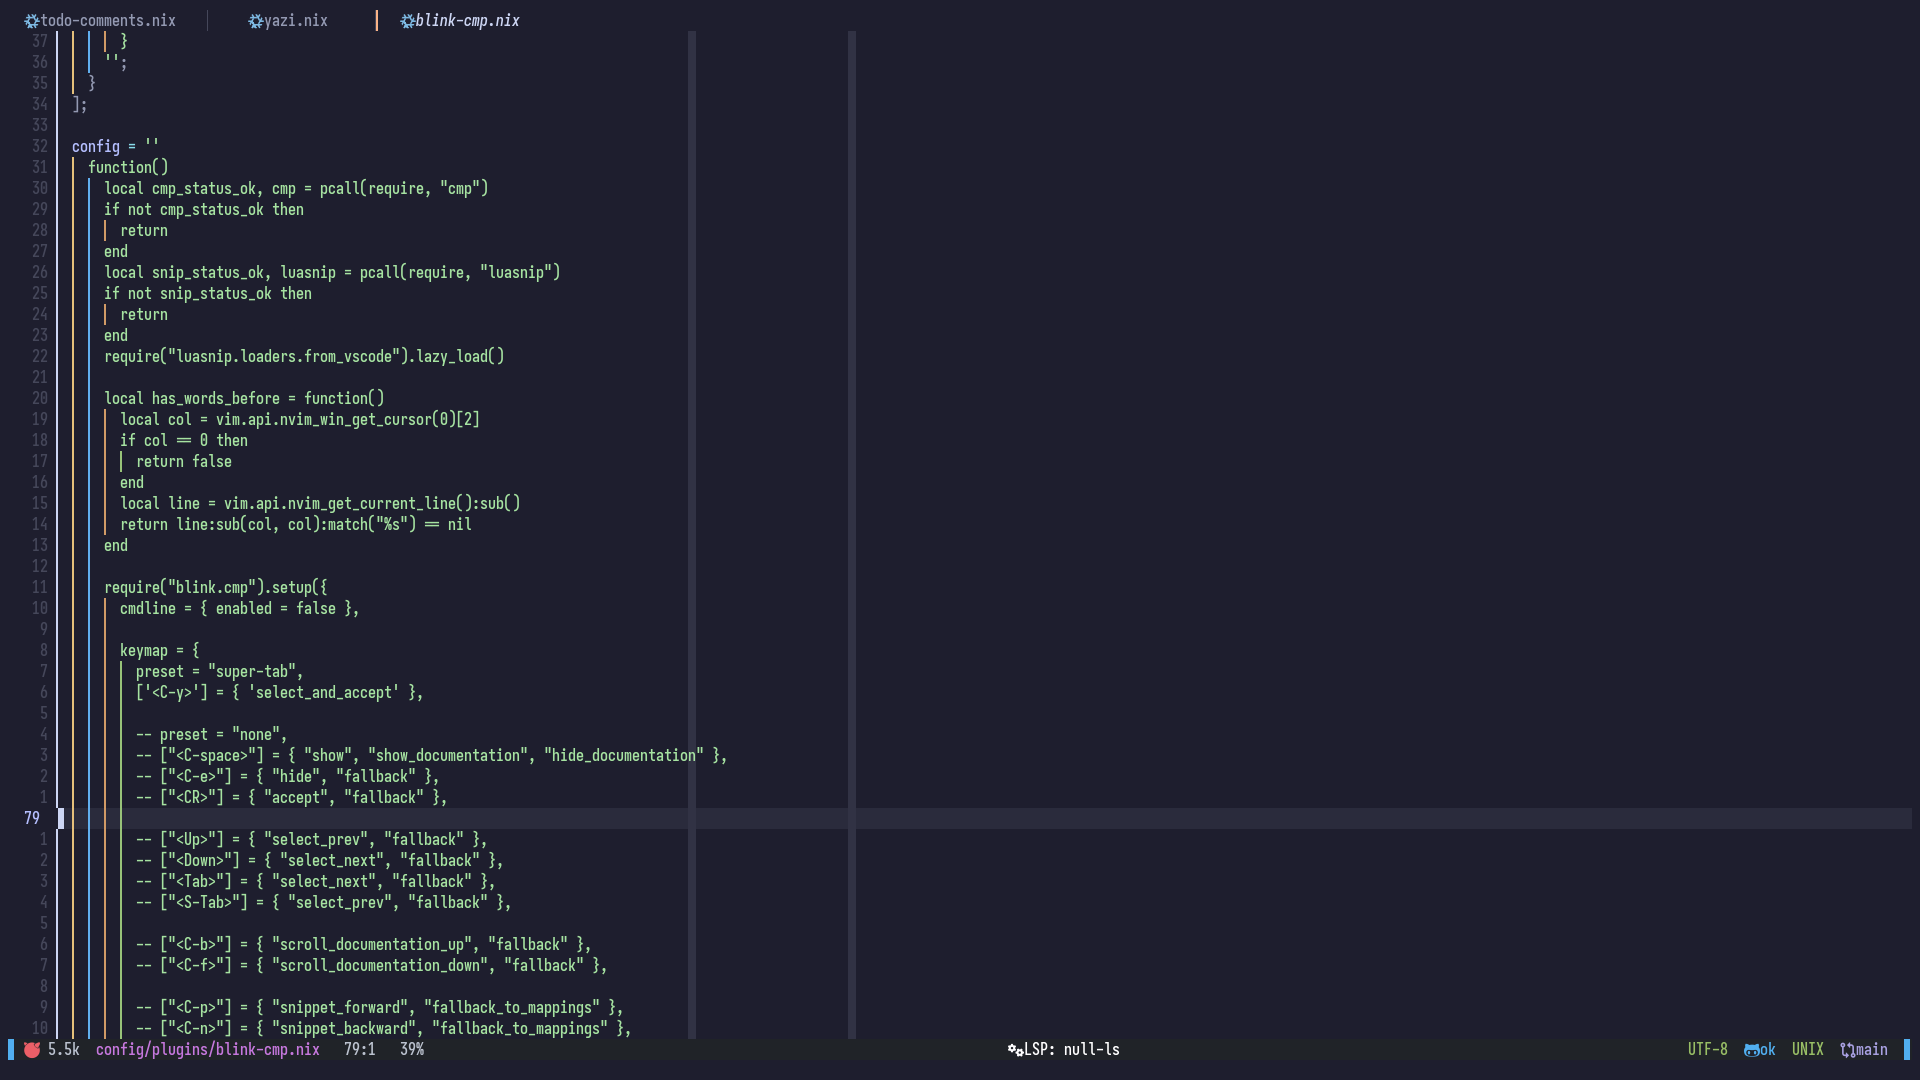 todo-comments.nix yazi.nix blink-cmp.nix
37 }
36 '';
35 }
34 ];
33
32 config = ''
31 function()
30 local cmp_status_ok, cmp = pcall(require, "cmp")
29 if not cmp_status_ok then
28 return
27 end
26 local snip_status_ok, luasnip = pcall(require, "luasnip")
25 if not snip_status_ok then
24 return
23 end
22 require("luasnip.loaders.from_vscode").lazy_load()
21
20 local has_words_before = function()
19 local col = vim.api.nvim_win_get_cursor(0)[2]
18 if col == 0 then
17 return false
16 end
15 local line = vim.api.nvim_get_current_line():sub()
14 return line:sub(col, col):match("%s") == nil
13 end
12
11 require("blink.cmp").setup({
10 cmdline = { enabled = false },
9
8 keymap = {
7 preset = "super-tab",
6 ['<C-y>'] = { 'select_and_accept' },
5
4 -- preset = "none",
3 -- ["<C-space>"] = { "show", "show_documentation", "hide_documentation" },
2 -- ["<C-e>"] = { "hide", "fallback" },
1 -- ["<CR>"] = { "accept", "fallback" },
79
1 -- ["<Up>"] = { "select_prev", "fallback" },
2 -- ["<Down>"] = { "select_next", "fallback" },
3 -- ["<Tab>"] = { "select_next", "fallback" },
4 -- ["<S-Tab>"] = { "select_prev", "fallback" },
5
6 -- ["<C-b>"] = { "scroll_documentation_up", "fallback" },
7 -- ["<C-f>"] = { "scroll_documentation_down", "fallback" },
8
9 -- ["<C-p>"] = { "snippet_forward", "fallback_to_mappings" },
10 -- ["<C-n>"] = { "snippet_backward", "fallback_to_mappings" },
5.5k config/plugins/blink-cmp.nix 79:1 39% LSP: null-ls UTF-8 ok UNIX main